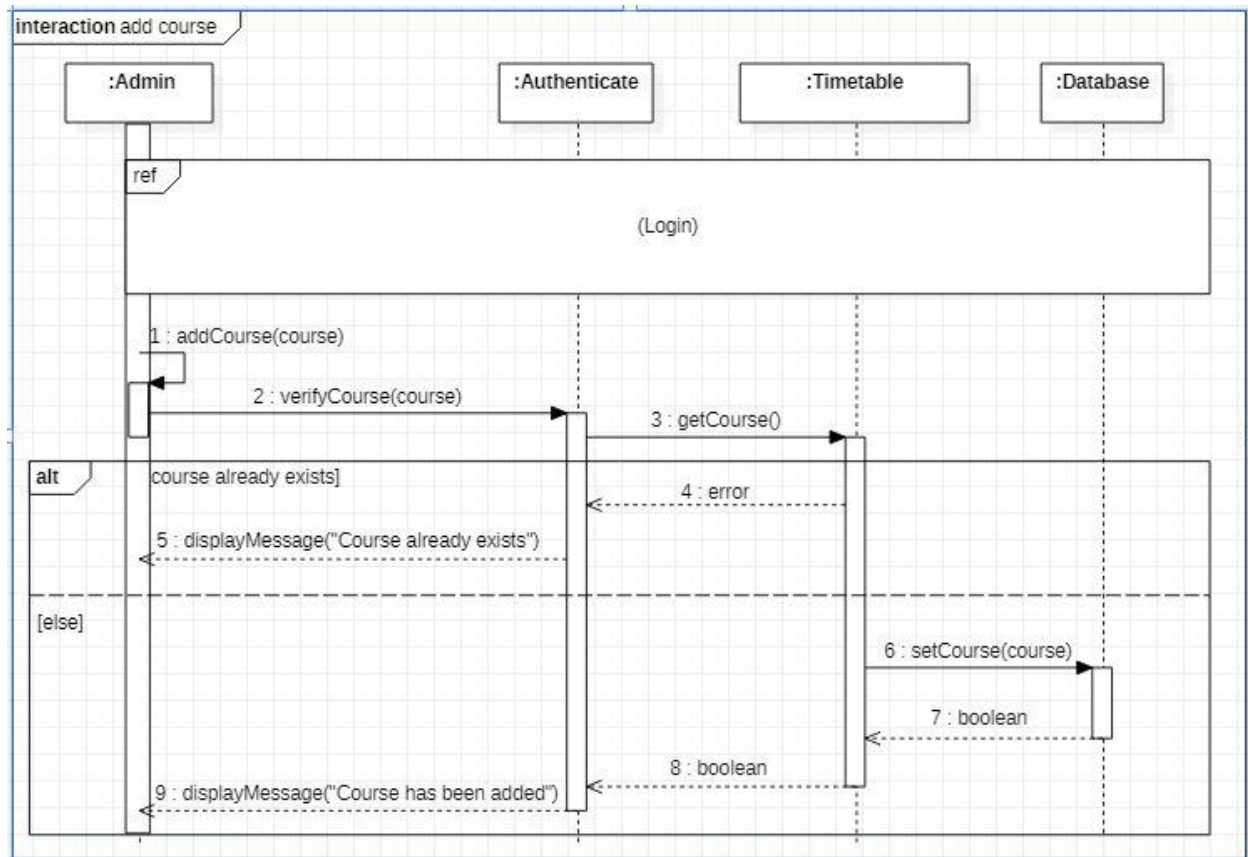 interaction add course
:Admin
:Authenticate
:Timetable
:Database
ref
(Login)
1 : addCourse(course)
2 : verifyCourse(course)
3 : getCourse()
alt
course already exists]
4 : error
5 : displayMessage("Course already exists")
[else]
6 : setCourse(course)
7 : boolean
8 : boolean
9 : displayMessage("Course has been added")